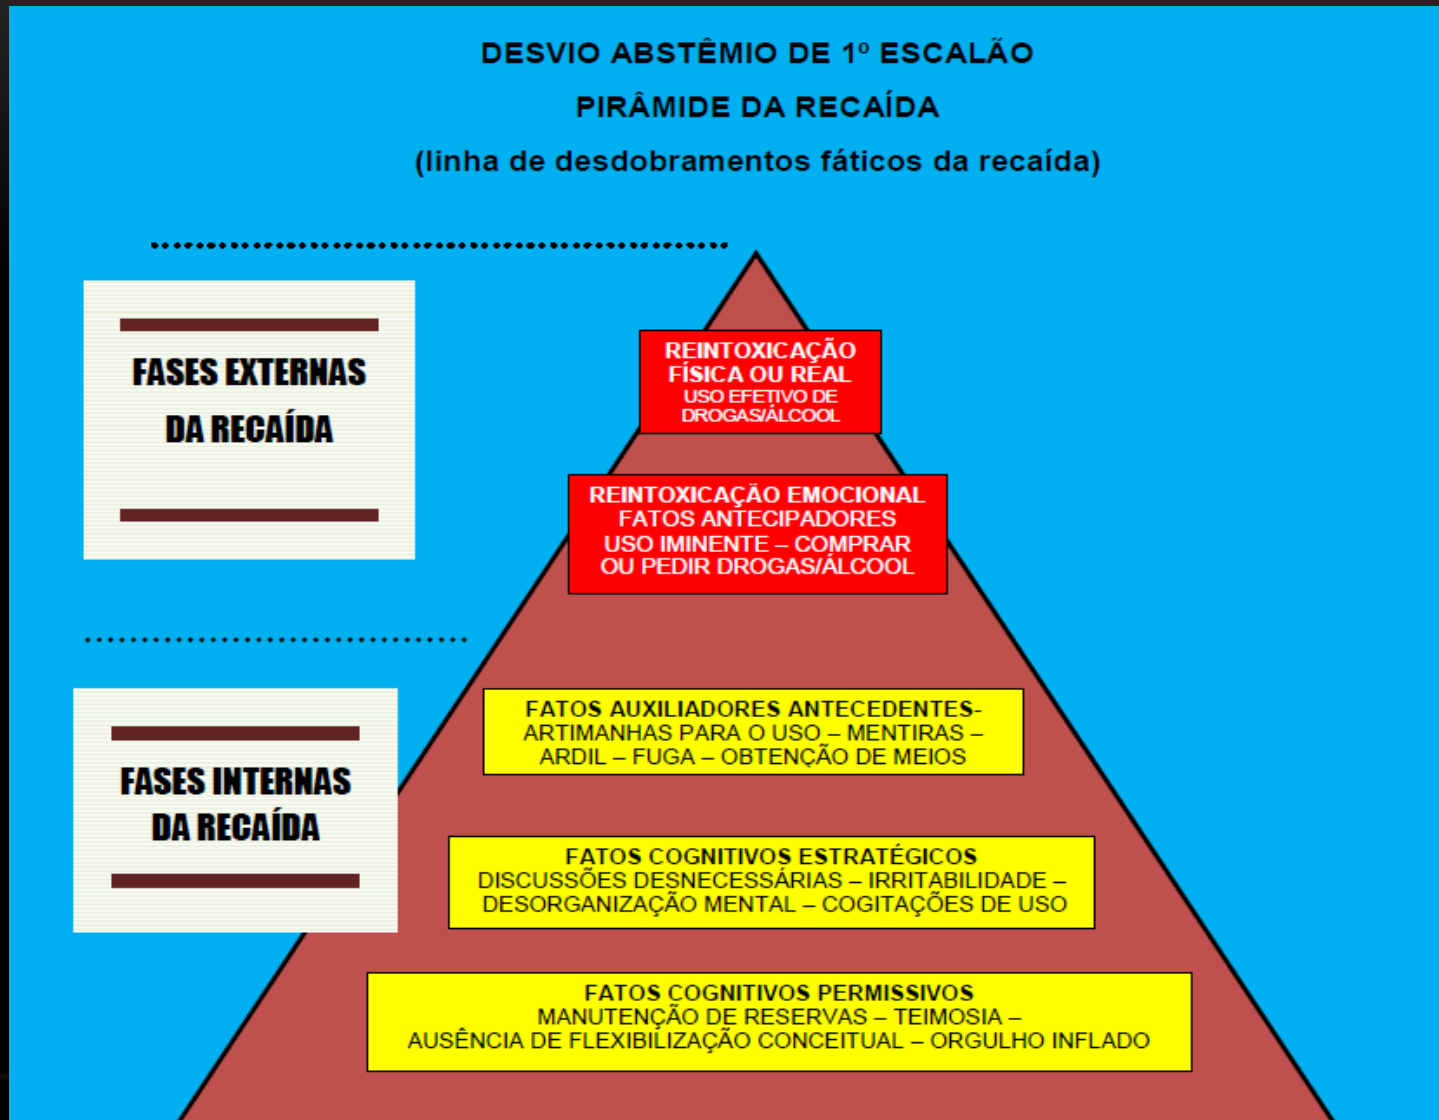 DESVIO ABSTÊMIO DE 1º ESCALÃO
PIRÂMIDE DA RECAÍDA
(linha de desdobramentos fáticos da recaída)
FASES EXTERNAS
DA RECAÍDA
REINTOXICAÇÃO
FÍSICA OU REAL
USO EFETIVO DE
DROGAS/ÁLCOOL
REINTOXICAÇÃO EMOCIONAL
FATOS ANTECIPADORES
USO IMINENTE – COMPRAR
OU PEDIR DROGAS/ÁLCOOL
FASES INTERNAS
DA RECAÍDA
FATOS AUXILIADORES ANTECEDENTES-
ARTIMANHAS PARA O USO – MENTIRAS –
ARDIL – FUGA – OBTENÇÃO DE MEIOS
FATOS COGNITIVOS ESTRATÉGICOS
DISCUSSÕES DESNECESSÁRIAS – IRRITABILIDADE –
DESORGANIZAÇÃO MENTAL – COGITAÇÕES DE USO
FATOS COGNITIVOS PERMISSIVOS
MANUTENÇÃO DE RESERVAS – TEIMOSIA –
AUSÊNCIA DE FLEXIBILIZAÇÃO CONCEITUAL – ORGULHO INFLADO